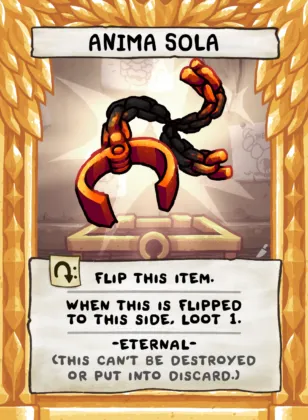 ANIMA SOLA
FLIP THIS ITEM.
WHEN THIS IS FLIPPED
TO THIS SIDE, LOOT 1.
-ETERNAL-
(THIS CAN'T BE DESTROYED
OR PUT INTO DISCARD.)